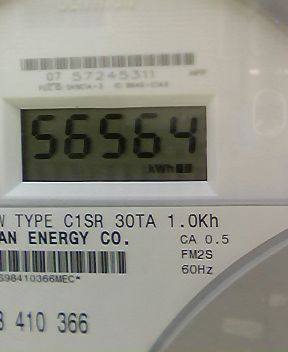 07 57245311
56564
kWh
TYPE C1SR 30TA 1.0Kh
AN ENERGY CO. CA 0.5
FM2S
60Hz
S98410366MEC*
410 366